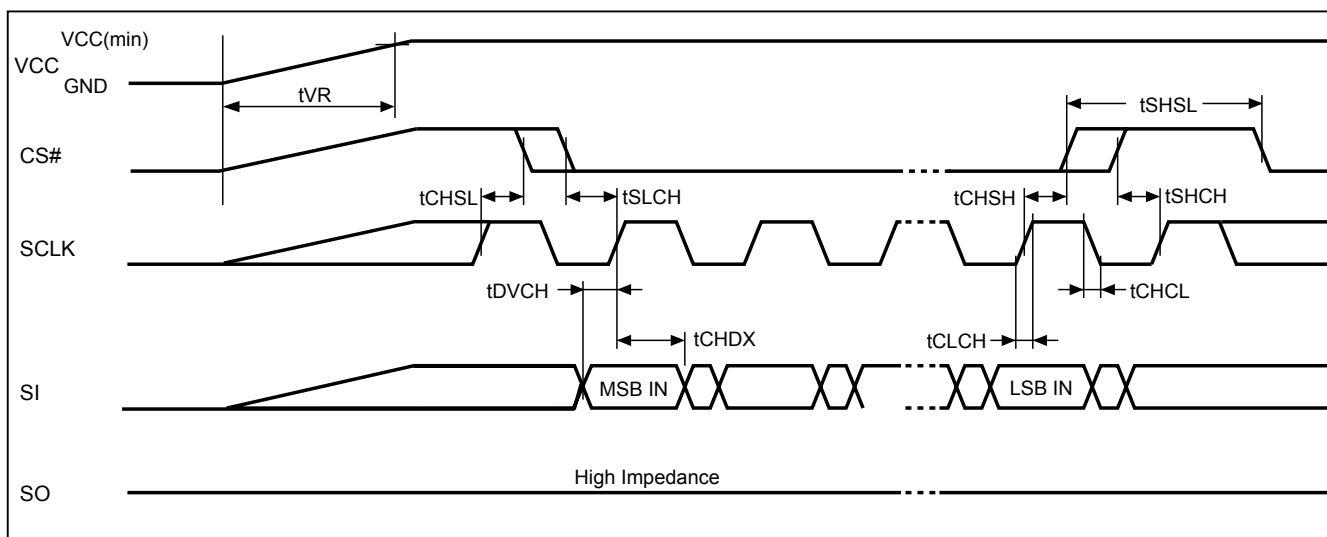 VCC(min)
VCC
GND
tVR
tSHSL
CS#
tCHSL
tSLCH
tCHSH
tSHCH
SCLK
tDVCH
tCHCL
tCHDX
tCLCH
SI
MSB IN
LSB IN
High Impedance
SO